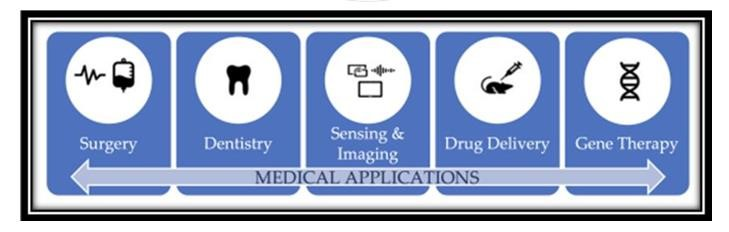 Surgery
Dentistry
Sensing &
Imaging
Drug Delivery
Gene Therapy
MEDICAL APPLICATIONS